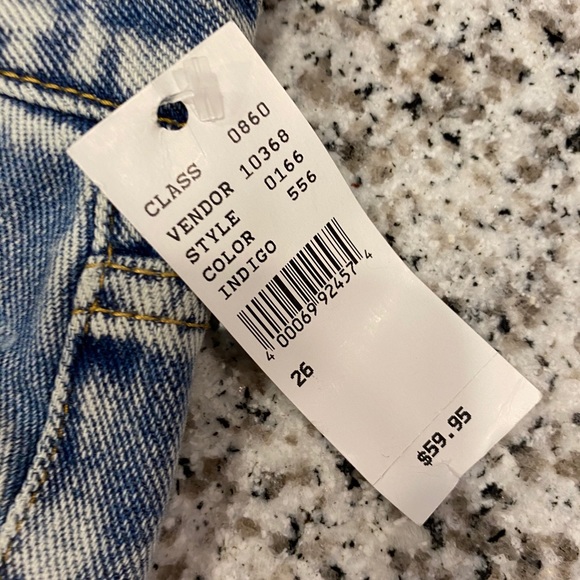 CLASS 0860
VENDOR 10368
STYLE 0166
COLOR 556
INDIGO
4 00069 92457 4
26
$59.95